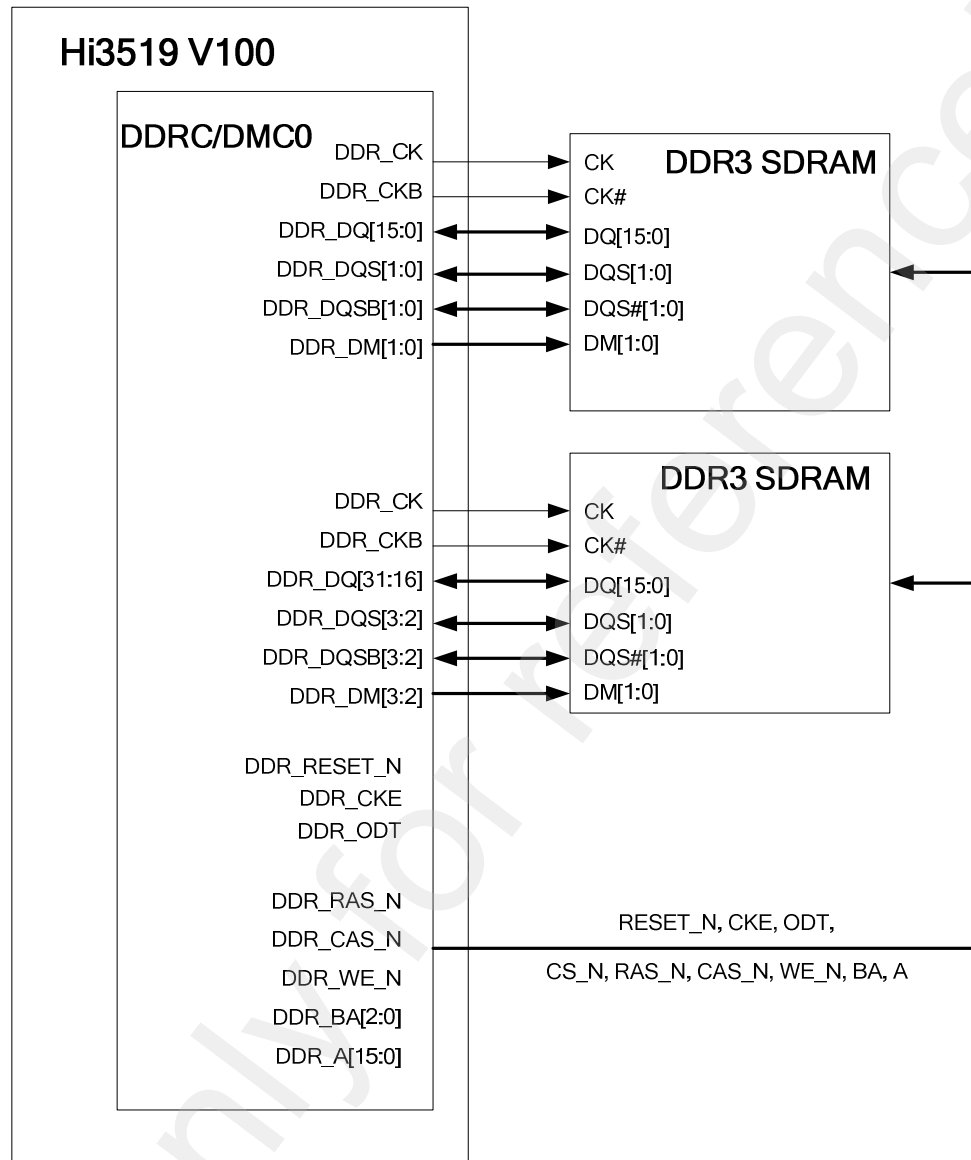 Hi3519 V100
DDRC/DMC0
DDR_CK
DDR_CKB
DDR_DQ[15:0]
DDR_DQS[1:0]
DDR_DQSB[1:0]
DDR_DM[1:0]
DDR3 SDRAM
CK
CK#
DQ[15:0]
DQS[1:0]
DQS#[1:0]
DM[1:0]
DDR_CK
DDR_CKB
DDR_DQ[31:16]
DDR_DQS[3:2]
DDR_DQSB[3:2]
DDR_DM[3:2]
DDR3 SDRAM
CK
CK#
DQ[15:0]
DQS[1:0]
DQS#[1:0]
DM[1:0]
DDR_RESET_N
DDR_CKE
DDR_ODT
DDR_RAS_N
DDR_CAS_N
DDR_WE_N
DDR_BA[2:0]
DDR_A[15:0]
RESET_N, CKE, ODT,
CS_N, RAS_N, CAS_N, WE_N, BA, A
only for referenc